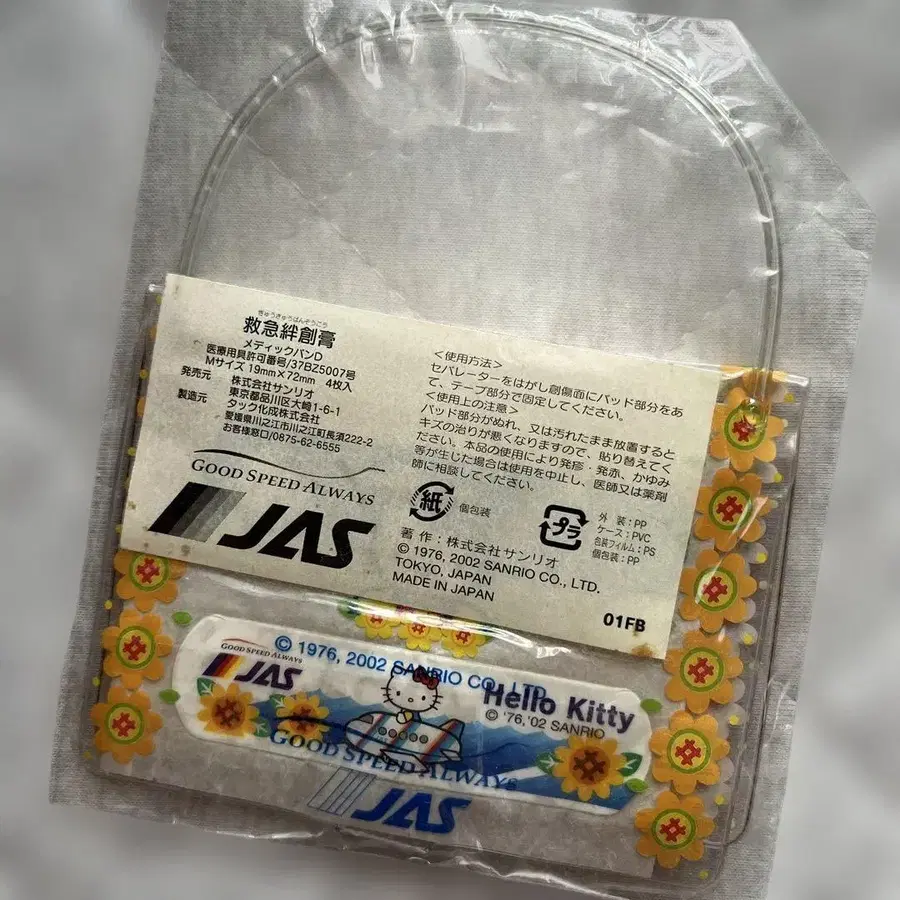 きゅうきゅうばんそうこう
救急絆創膏
メディックバンD
医療用具許可番号/37BZ5007号
Mサイズ 19mm×72mm 4枚入
発売元 株式会社サンリオ
東京都品川区大崎1-6-1
製造元 タック化成株式会社
愛媛県川之江市川之江町長須222-2
お客様窓口/0875-62-6555
GOOD SPEED ALWAYS
JAS
<使用方法>
セパレーターをはがし創傷面にパッド部分をあ
て、テープ部分で固定してください。
<使用上の注意>
パッド部分がぬれ、又は汚れたまま放置すると
キズの治りが悪くなりますので、貼り替えてく
ださい。本品の使用により発疹・発赤、かゆみ
等が生じた場合は使用を中止し、医師又は薬剤
師に相談してください。
紙 個包装
プラ
外装:PP
ケース:PVC
包装フィルム:PS
個包装:PP
著作:株式会社サンリオ
© 1976, 2002 SANRIO CO., LTD.
TOKYO, JAPAN
MADE IN JAPAN
01FB
© 1976, 2002 SANRIO CO., LTD.
GOOD SPEED ALWAYS
JAS
Hello Kitty
© '76, '02 SANRIO
GOOD SPEED ALWAYS
JAS